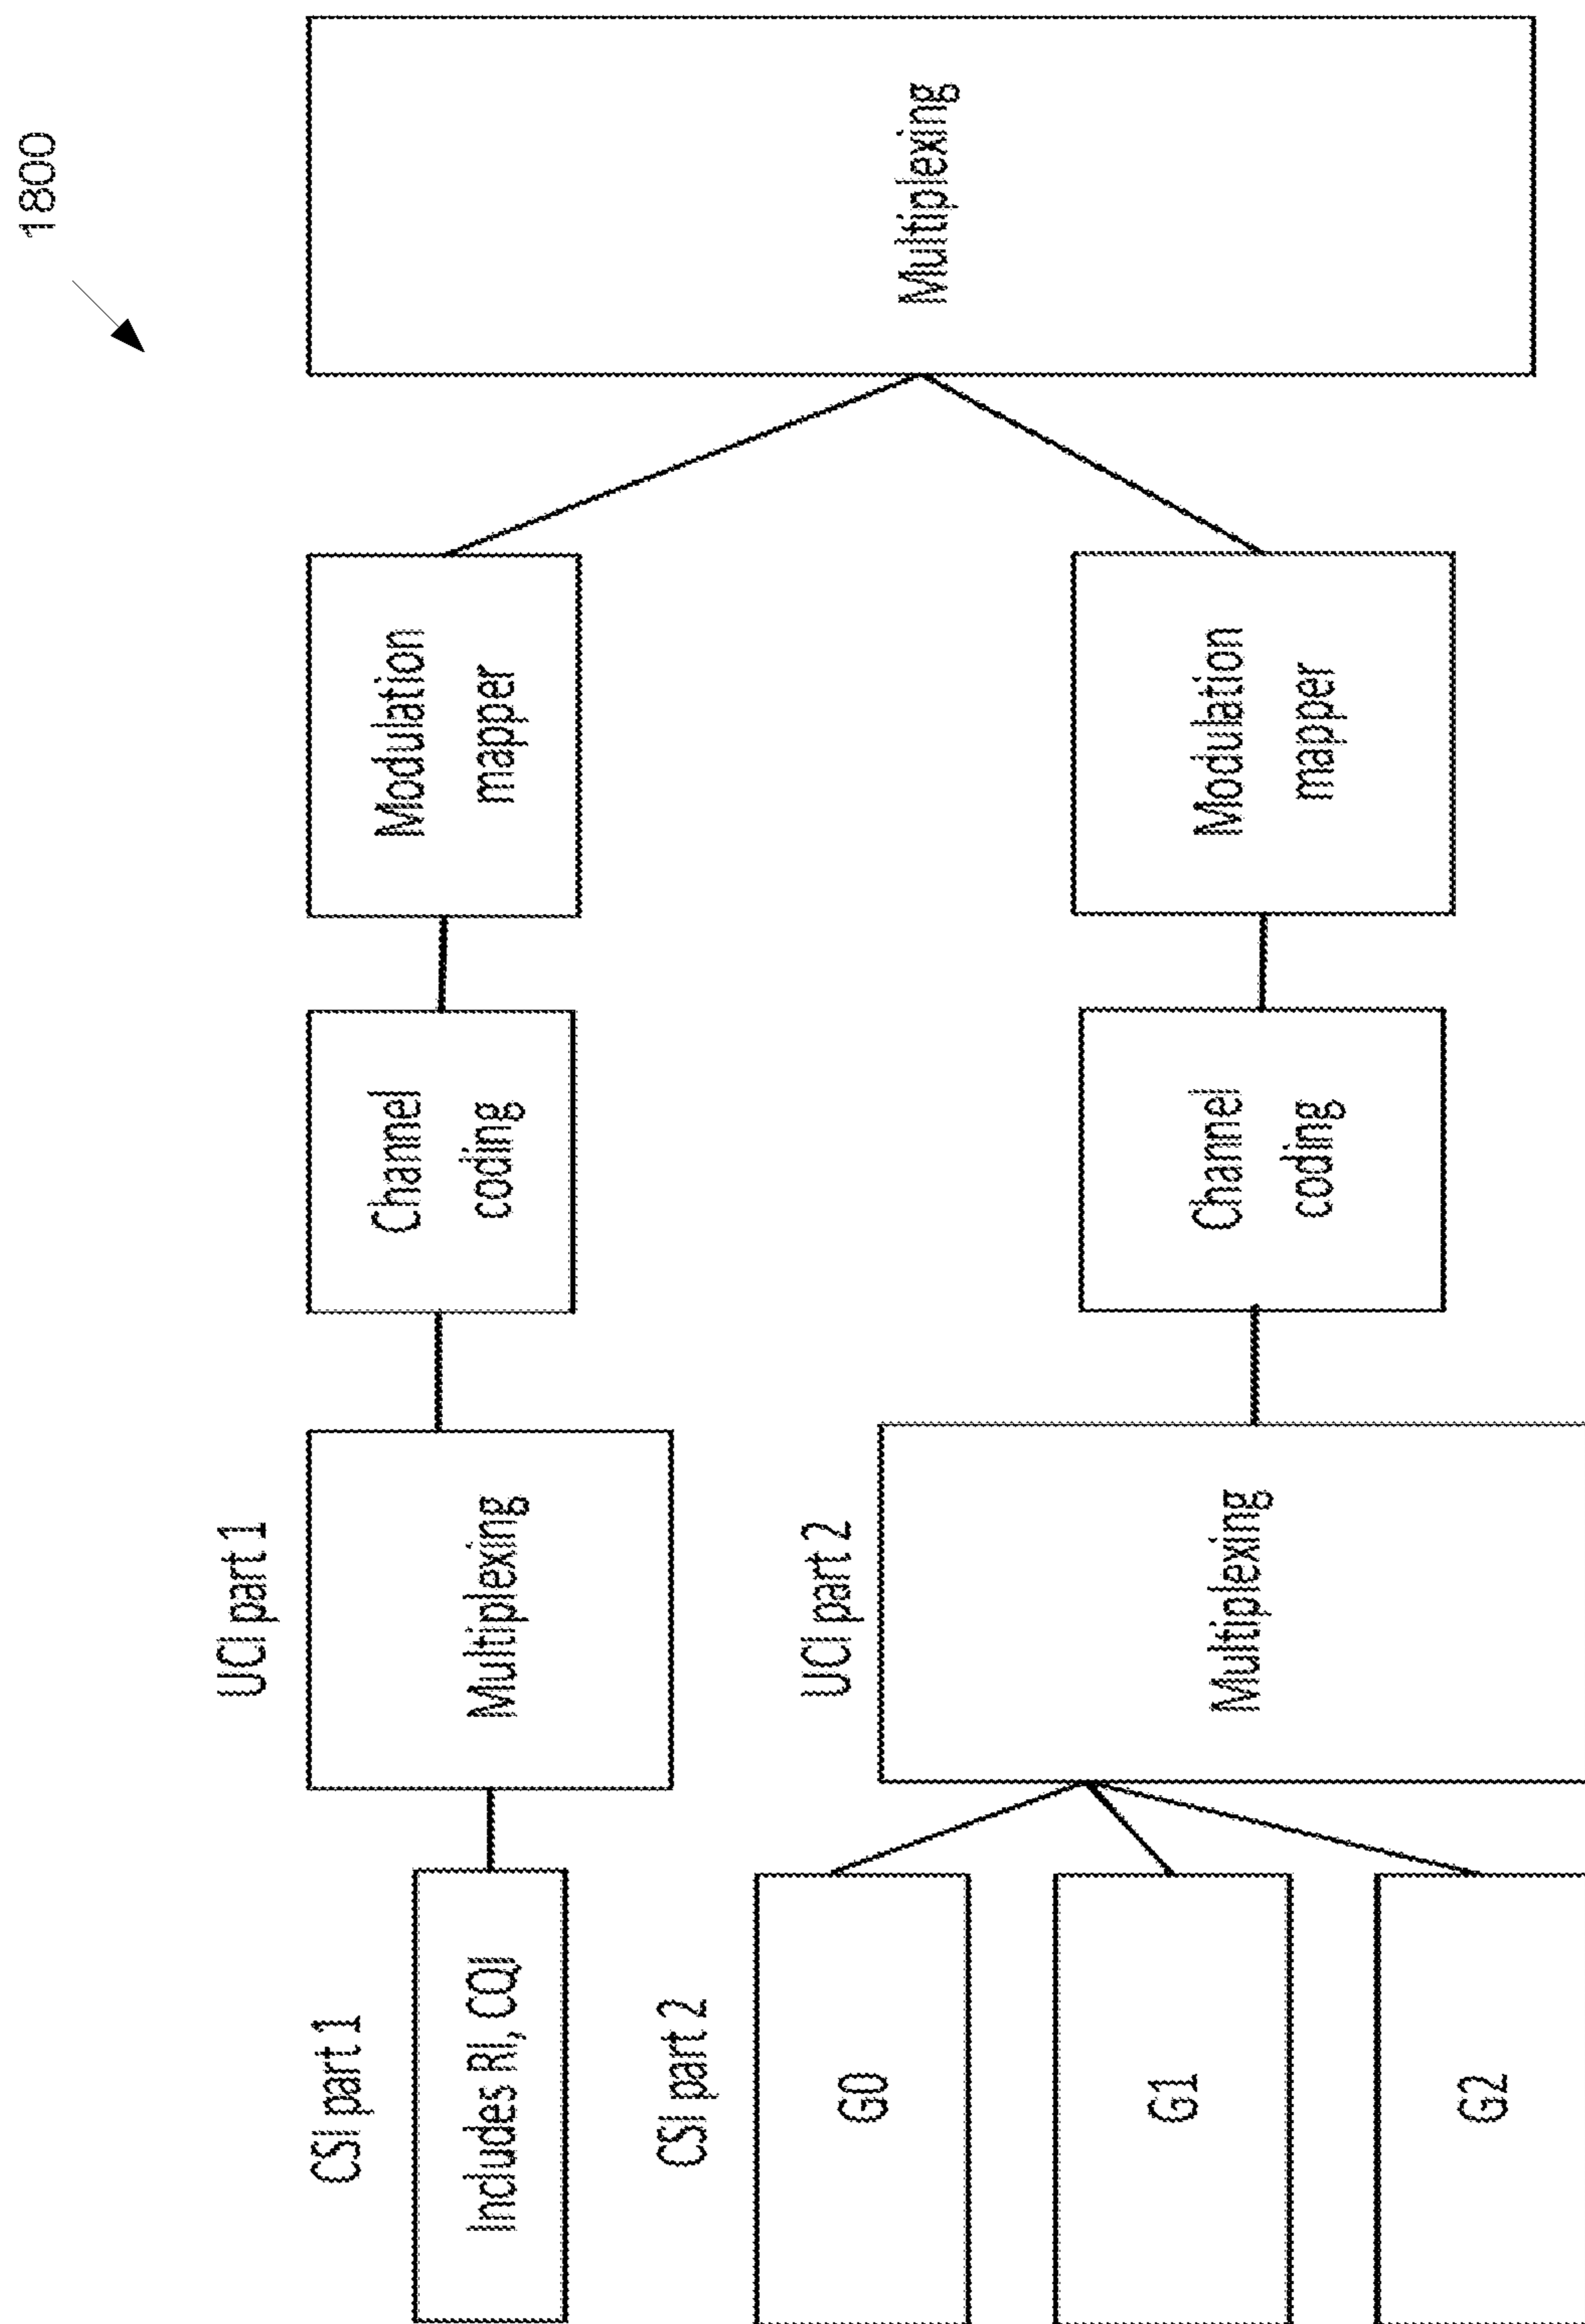 1800
CSI part 1
Includes RI, CQI
UCI part 1
Multiplexing
Channel
coding
Modulation
mapper
CSI part 2
G0
G1
G2
UCI part 2
Multiplexing
Channel
coding
Modulation
mapper
Multiplexing